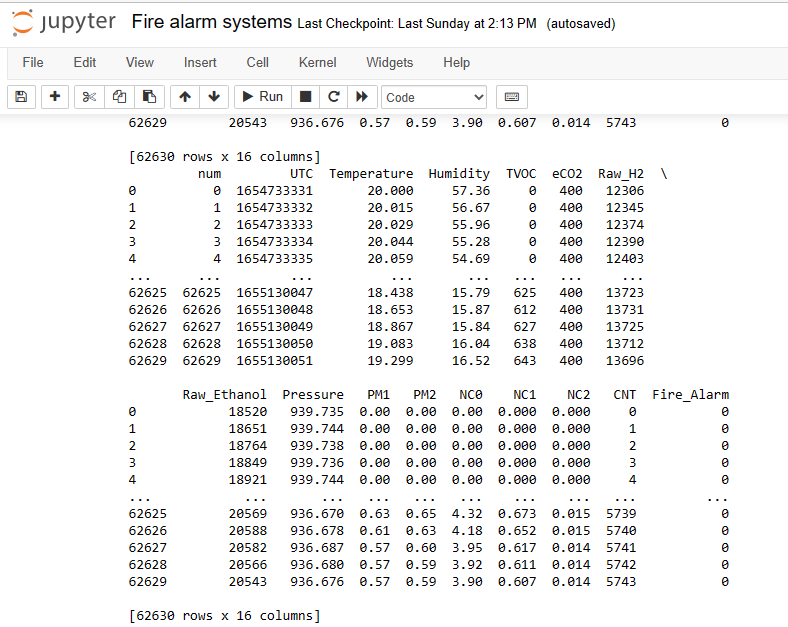 jupyter Fire alarm systems Last Checkpoint: Last Sunday at 2:13 PM (autosaved)
File Edit View Insert Cell Kernel Widgets Help
Run Code
62629 20543 936.676 0.57 0.59 3.90 0.607 0.014 5743 0
[62630 rows x 16 columns]
num UTC Temperature Humidity TVOC eCO2 Raw_H2 \
0 0 1654733331 20.000 57.36 0 400 12306
1 1 1654733332 20.015 56.67 0 400 12345
2 2 1654733333 20.029 55.96 0 400 12374
3 3 1654733334 20.044 55.28 0 400 12390
4 4 1654733335 20.059 54.69 0 400 12403
... ... ... ... ... ... ... ...
62625 62625 1655130047 18.438 15.79 625 400 13723
62626 62626 1655130048 18.653 15.87 612 400 13731
62627 62627 1655130049 18.867 15.84 627 400 13725
62628 62628 1655130050 19.083 16.04 638 400 13712
62629 62629 1655130051 19.299 16.52 643 400 13696
Raw_Ethanol Pressure PM1 PM2 NC0 NC1 NC2 CNT Fire_Alarm
0 18520 939.735 0.00 0.00 0.00 0.000 0.000 0 0
1 18651 939.744 0.00 0.00 0.00 0.000 0.000 1 0
2 18764 939.738 0.00 0.00 0.00 0.000 0.000 2 0
3 18849 939.736 0.00 0.00 0.00 0.000 0.000 3 0
4 18921 939.744 0.00 0.00 0.00 0.000 0.000 4 0
... ... ... ... ... ... ... ... ... ...
62625 20569 936.670 0.63 0.65 4.32 0.673 0.015 5739 0
62626 20588 936.678 0.61 0.63 4.18 0.652 0.015 5740 0
62627 20582 936.687 0.57 0.60 3.95 0.617 0.014 5741 0
62628 20566 936.680 0.57 0.59 3.92 0.611 0.014 5742 0
62629 20543 936.676 0.57 0.59 3.90 0.607 0.014 5743 0
[62630 rows x 16 columns]